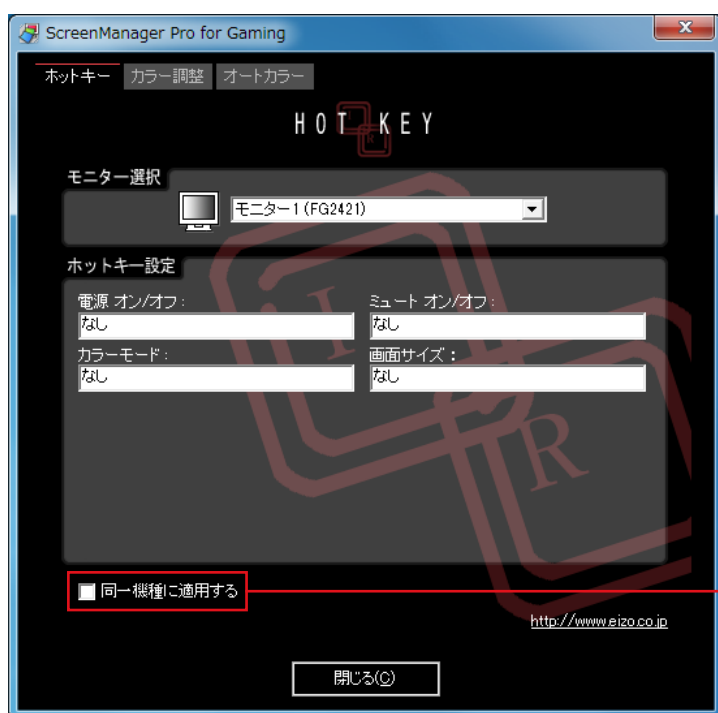 ScreenManager Pro for Gaming
ホットキー カラー調整 オートカラー
HOT KEY
モニター選択
モニター1 (FG2421)
ホットキー設定
電源 オン/オフ: ミュート オン/オフ:
なし なし
カラーモード: 画面サイズ:
なし なし
I
R
同一機種に適用する
http://www.eizo.co.jp
閉じる(C)